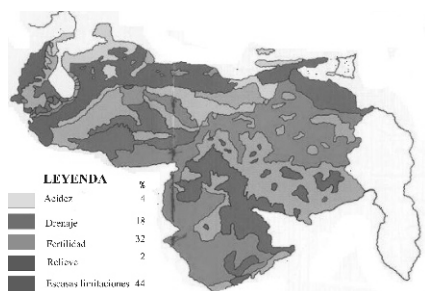 LEYENDA %
Acidez 4
Drenaje 18
Fertilidad 32
Relieve 2
Escasas limitaciones 44